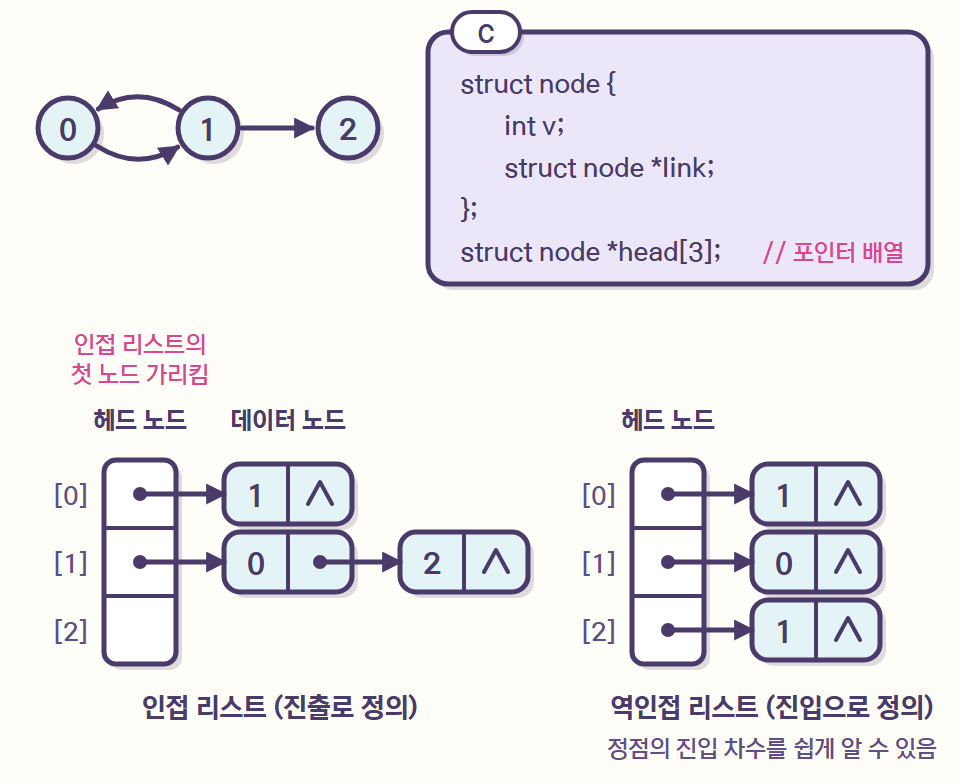 0
1
2
C
struct node {
int v;
struct node *link;
};
struct node *head[3]; // 포인터 배열
인접 리스트의
첫 노드 가리킴
헤드 노드 데이터 노드
[0] 1 ∧
[1] 0 2 ∧
[2]
인접 리스트 (진출로 정의)
헤드 노드
[0] 1 ∧
[1] 0 ∧
[2] 1 ∧
역인접 리스트 (진입으로 정의)
정점의 진입 차수를 쉽게 알 수 있음